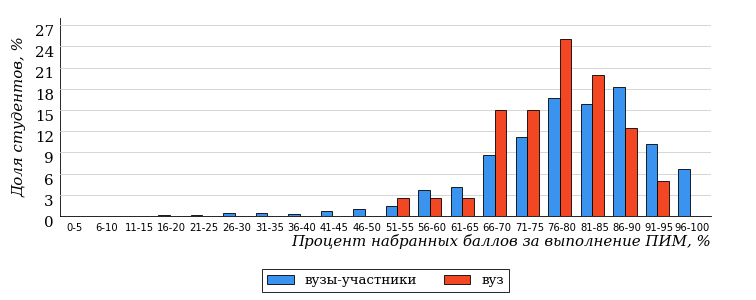 Доля студентов, %
27
24
21
18
15
12
9
6
3
0
0-5 6-10 11-15 16-20 21-25 26-30 31-35 36-40 41-45 46-50 51-55 56-60 61-65 66-70 71-75 76-80 81-85 86-90 91-95 96-100
Процент набранных баллов за выполнение ПИМ, %
вузы-участники вуз